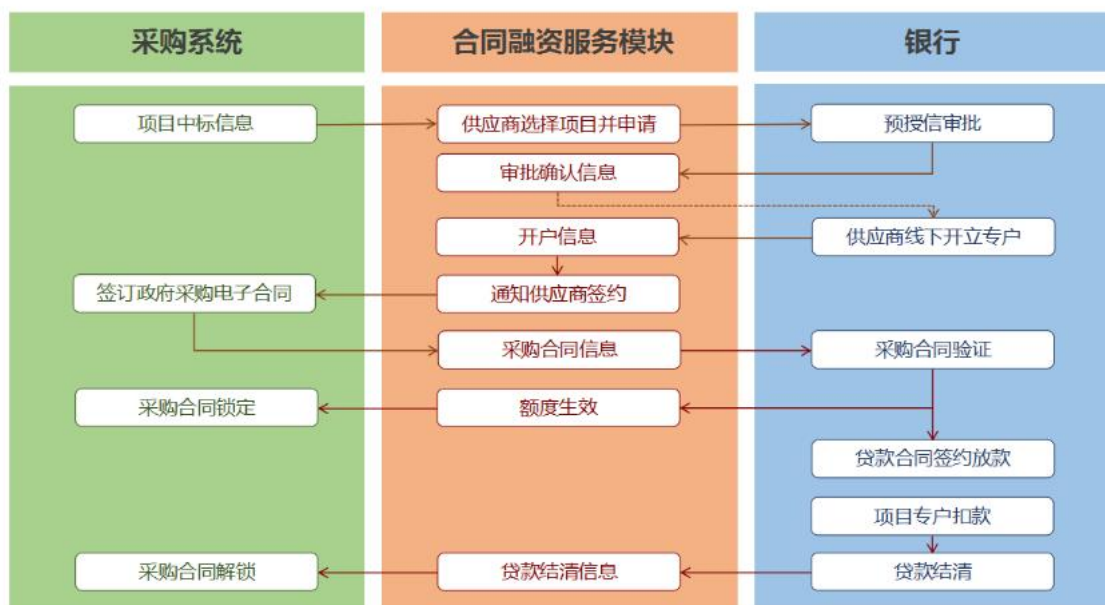 采购系统
合同融资服务模块
银行
项目中标信息
供应商选择项目并申请
预授信审批
审批确认信息
开户信息
供应商线下开立专户
签订政府采购电子合同
通知供应商签约
采购合同信息
采购合同验证
采购合同锁定
额度生效
贷款合同签约放款
项目专户扣款
采购合同解锁
贷款结清信息
贷款结清